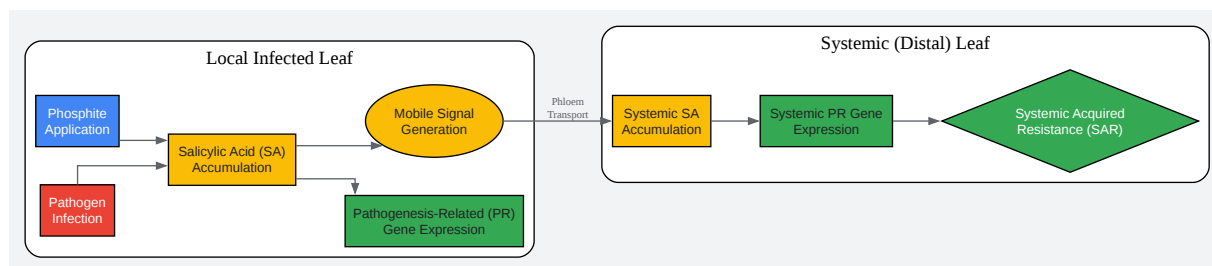 Local Infected Leaf
Phosphite
Application
Pathogen
Infection
Salicylic Acid (SA)
Accumulation
Mobile Signal
Generation
Pathogenesis-Related (PR)
Gene Expression
Phloem
Transport
Systemic (Distal) Leaf
Systemic SA
Accumulation
Systemic PR Gene
Expression
Systemic Acquired
Resistance (SAR)